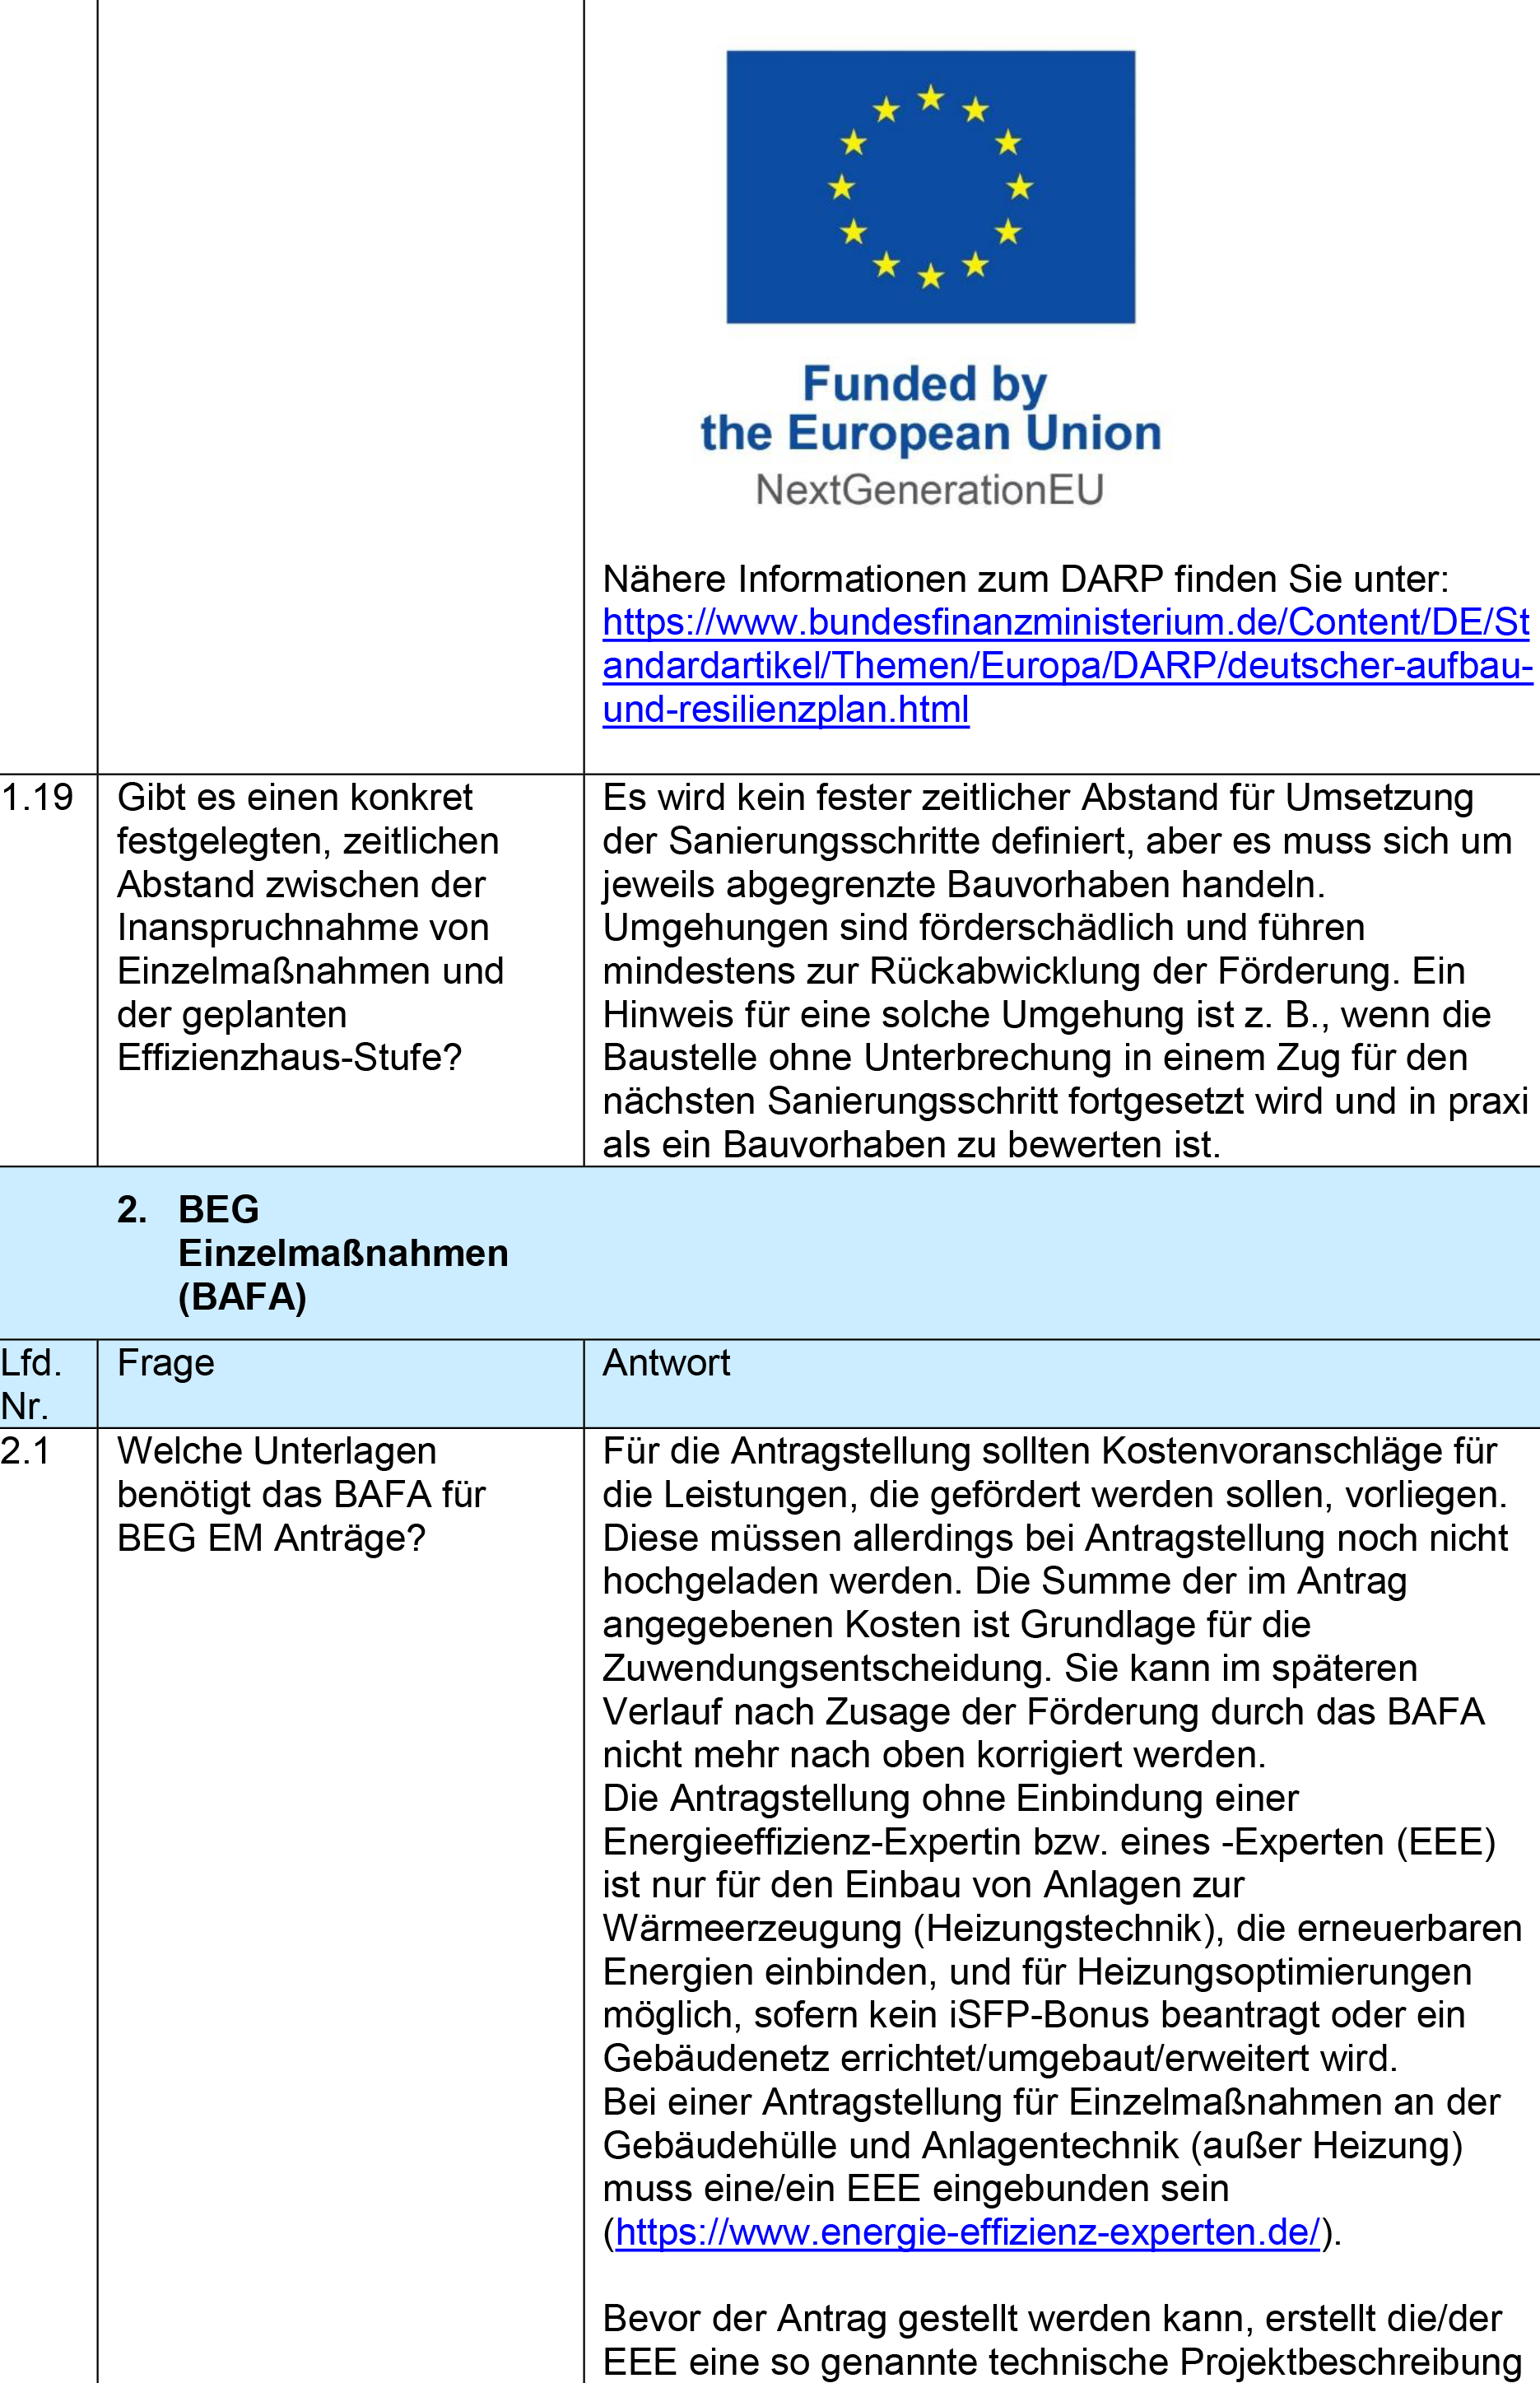 Funded by
the European Union
NextGenerationEU
Nähere Informationen zum DARP finden Sie unter:
https://www.bundesfinanzministerium.de/Content/DE/St
andardartikel/Themen/Europa/DARP/deutscher-aufbau-
und-resilienzplan.html
1.19
Gibt es einen konkret
festgelegten, zeitlichen
Abstand zwischen der
Inanspruchnahme von
Einzelmaßnahmen und
der geplanten
Effizienzhaus-Stufe?
Es wird kein fester zeitlicher Abstand für Umsetzung
der Sanierungsschritte definiert, aber es muss sich um
jeweils abgegrenzte Bauvorhaben handeln.
Umgehungen sind förderschädlich und führen
mindestens zur Rückabwicklung der Förderung. Ein
Hinweis für eine solche Umgehung ist z. B., wenn die
Baustelle ohne Unterbrechung in einem Zug für den
nächsten Sanierungsschritt fortgesetzt wird und in praxi
als ein Bauvorhaben zu bewerten ist.
2. BEG
Einzelmaßnahmen
(BAFA)
Lfd.
Nr.
Frage
Antwort
2.1
Welche Unterlagen
benötigt das BAFA für
BEG EM Anträge?
Für die Antragstellung sollten Kostenvoranschläge für
die Leistungen, die gefördert werden sollen, vorliegen.
Diese müssen allerdings bei Antragstellung noch nicht
hochgeladen werden. Die Summe der im Antrag
angegebenen Kosten ist Grundlage für die
Zuwendungsentscheidung. Sie kann im späteren
Verlauf nach Zusage der Förderung durch das BAFA
nicht mehr nach oben korrigiert werden.
Die Antragstellung ohne Einbindung einer
Energieeffizienz-Expertin bzw. eines -Experten (EEE)
ist nur für den Einbau von Anlagen zur
Wärmeerzeugung (Heizungstechnik), die erneuerbaren
Energien einbinden, und für Heizungsoptimierungen
möglich, sofern kein iSFP-Bonus beantragt oder ein
Gebäudenetz errichtet/umgebaut/erweitert wird.
Bei einer Antragstellung für Einzelmaßnahmen an der
Gebäudehülle und Anlagentechnik (außer Heizung)
muss eine/ein EEE eingebunden sein
(https://www.energie-effizienz-experten.de/).
Bevor der Antrag gestellt werden kann, erstellt die/der
EEE eine so genannte technische Projektbeschreibung